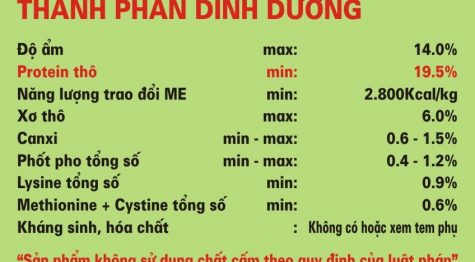 THÀNH PHẦN DINH DƯỠNG
Độ ẩm max: 14.0%
Protein thô min: 19.5%
Năng lượng trao đổi ME min: 2.800Kcal/kg
Xơ thô max: 6.0%
Canxi min - max: 0.6 - 1.5%
Phốt pho tổng số min - max: 0.4 - 1.2%
Lysine tổng số min: 0.9%
Methionine + Cystine tổng số min: 0.6%
Kháng sinh, hóa chất : Không có hoặc xem tem phụ
“Sản phẩm không sử dụng chất cấm theo quy định của luật pháp”